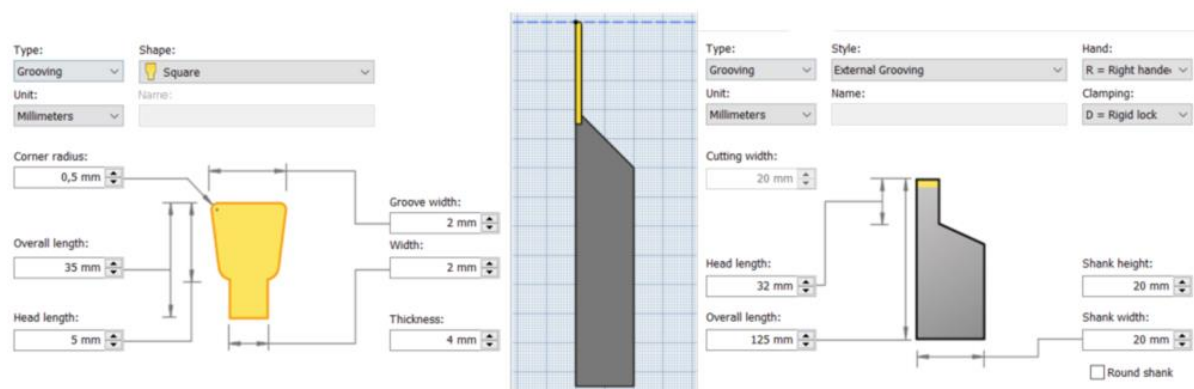 Type: Shape:
Grooving Square
Unit: Name:
Millimeters
Corner radius:
0,5 mm
Groove width:
2 mm
Overall length: Width:
35 mm 2 mm
Head length: Thickness:
5 mm 4 mm
Type: Style: Hand:
Grooving External Grooving R = Right hande
Unit: Name: Clamping:
Millimeters D = Rigid lock
Cutting width:
20 mm
Head length: Shank height:
32 mm 20 mm
Overall length: Shank width:
125 mm 20 mm
Round shank